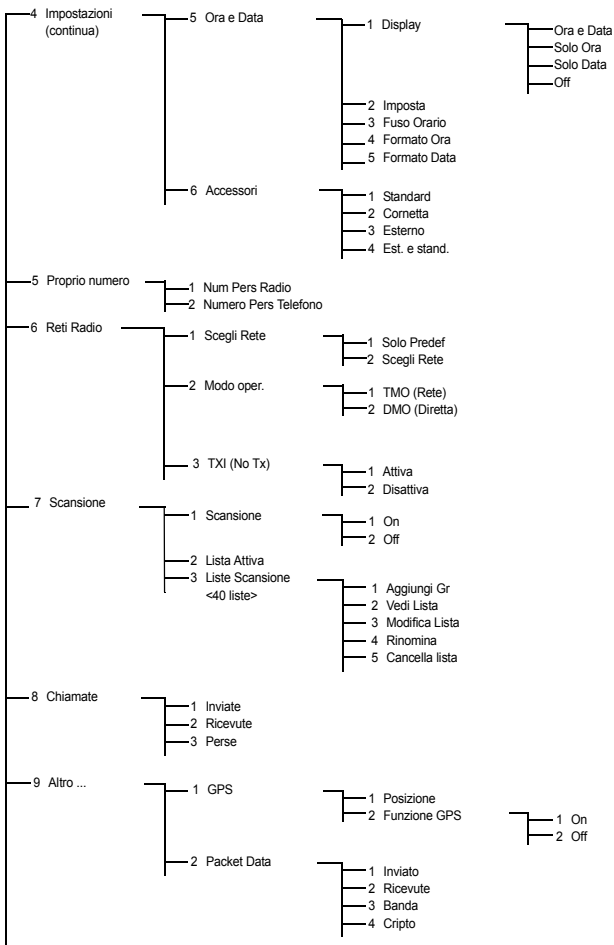 4 Impostazioni
(continua)
5 Ora e Data
1 Display
Ora e Data
Solo Ora
Solo Data
Off
2 Imposta
3 Fuso Orario
4 Formato Ora
5 Formato Data
6 Accessori
1 Standard
2 Cornetta
3 Esterno
4 Est. e stand.
5 Proprio numero
1 Num Pers Radio
2 Numero Pers Telefono
6 Reti Radio
1 Scegli Rete
1 Solo Predef
2 Scegli Rete
2 Modo oper.
1 TMO (Rete)
2 DMO (Diretta)
3 TXI (No Tx)
1 Attiva
2 Disattiva
7 Scansione
1 Scansione
1 On
2 Off
2 Lista Attiva
3 Liste Scansione
<40 liste>
1 Aggiungi Gr
2 Vedi Lista
3 Modifica Lista
4 Rinomina
5 Cancella lista
8 Chiamate
1 Inviate
2 Ricevute
3 Perse
9 Altro ...
1 GPS
1 Posizione
2 Funzione GPS
1 On
2 Off
2 Packet Data
1 Inviato
2 Ricevute
3 Banda
4 Cripto